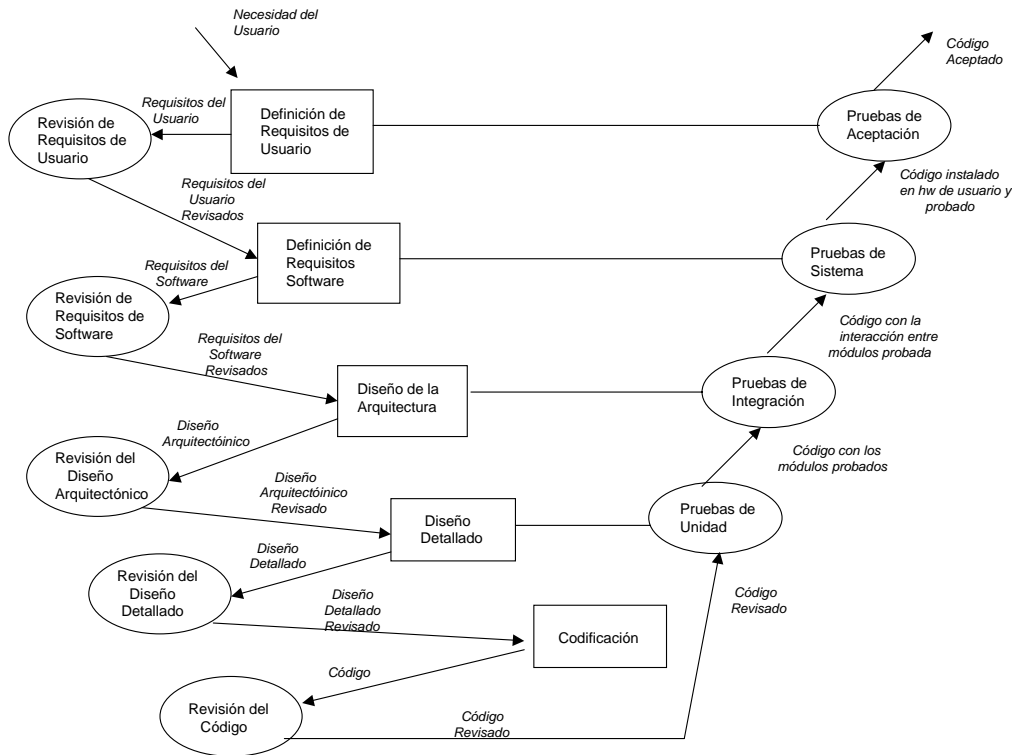 Necesidad del
Usuario
Código
Aceptado
Requisitos del
Usuario
Definición de
Requisitos de
Usuario
Revisión de
Requisitos de
Usuario
Pruebas de
Aceptación
Código instalado
en hw de usuario y
probado
Requisitos del
Usuario
Revisados
Definición de
Requisitos
Software
Pruebas de
Sistema
Requisitos del
Software
Revisión de
Requisitos de
Software
Código con la
interacción entre
módulos probada
Requisitos del
Software
Revisados
Diseño de la
Arquitectura
Pruebas de
Integración
Diseño
Arquitectóinico
Revisión del
Diseño
Arquitectónico
Código con los
módulos probados
Diseño
Arquitectóinico
Revisado
Diseño
Detallado
Pruebas de
Unidad
Diseño
Detallado
Revisión del
Diseño
Detallado
Diseño
Detallado
Revisado
Código
Revisado
Codificación
Código
Revisión del
Código
Código
Revisado